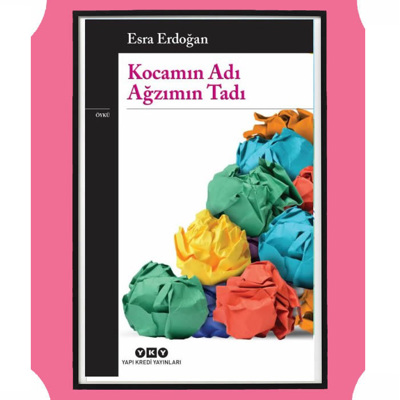 Esra Erdoğan
Kocamın Adı
Ağzımın Tadı
ÖYKÜ
YKY
YAPI KREDİ YAYINLARI